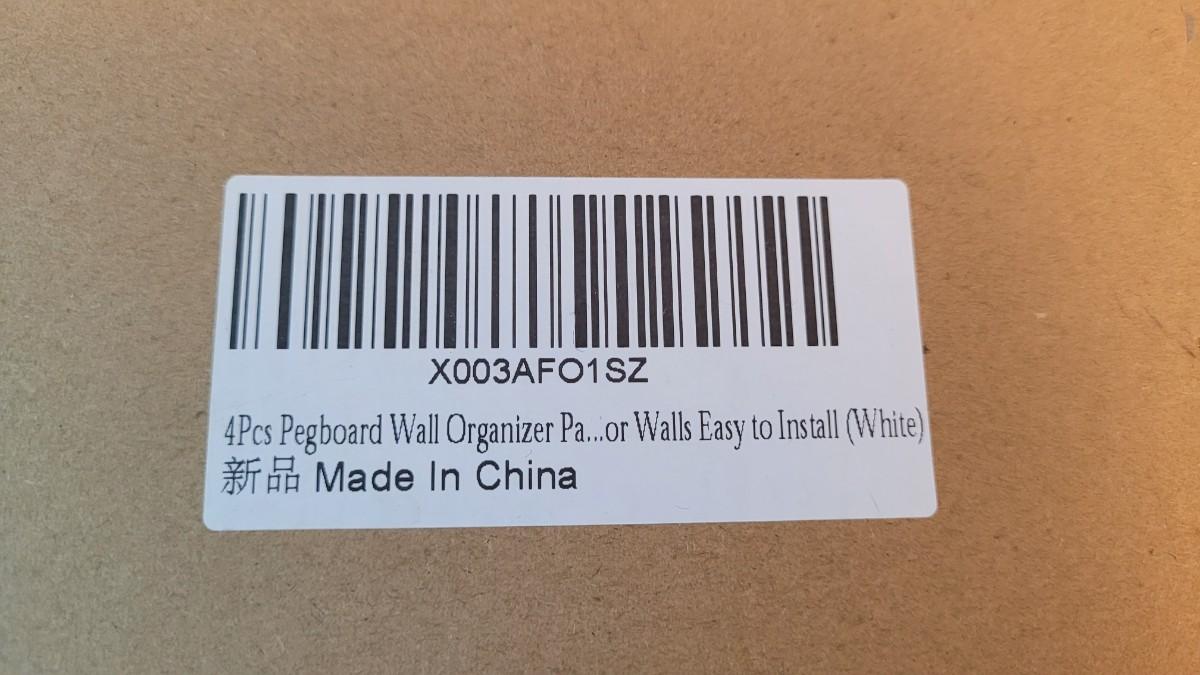 X003AFO1SZ
4Pcs Pegboard Wall Organizer Pa...or Walls Easy to Install (White)
新品 Made In China